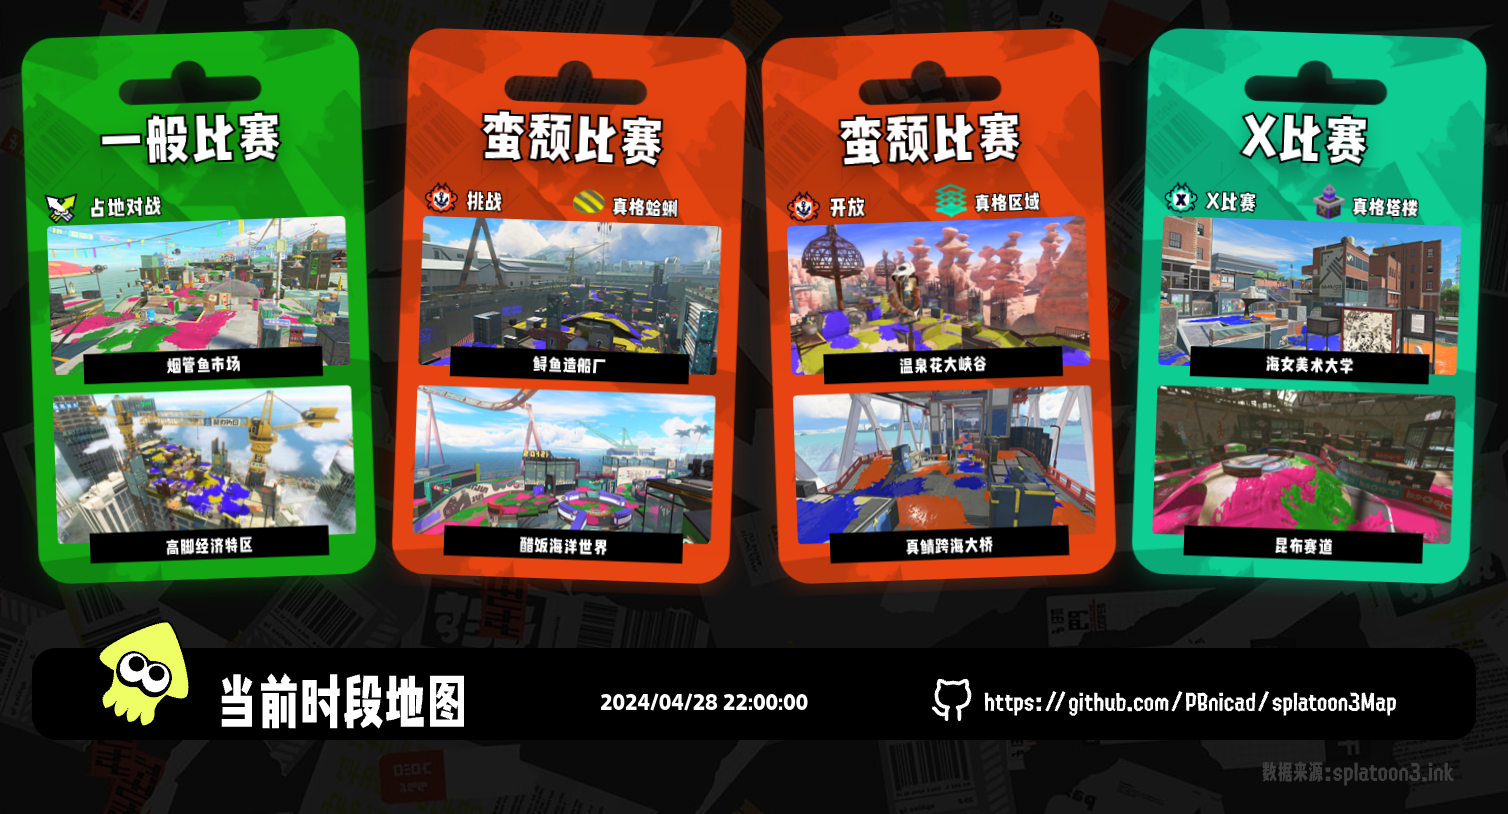 一般比赛
占地对战
烟管鱼市场
高脚经济特区
蛮颓比赛
挑战
真格蛤蜊
鲟鱼造船厂
醋饭海洋世界
蛮颓比赛
开放
真格区域
温泉花大峡谷
真鲭跨海大桥
X比赛
X比赛
真格塔楼
海女美术大学
昆布赛道
当前时段地图
2024/04/28 22:00:00
https://github.com/PBnicad/splatoon3Map
数据来源:splatoon3.ink